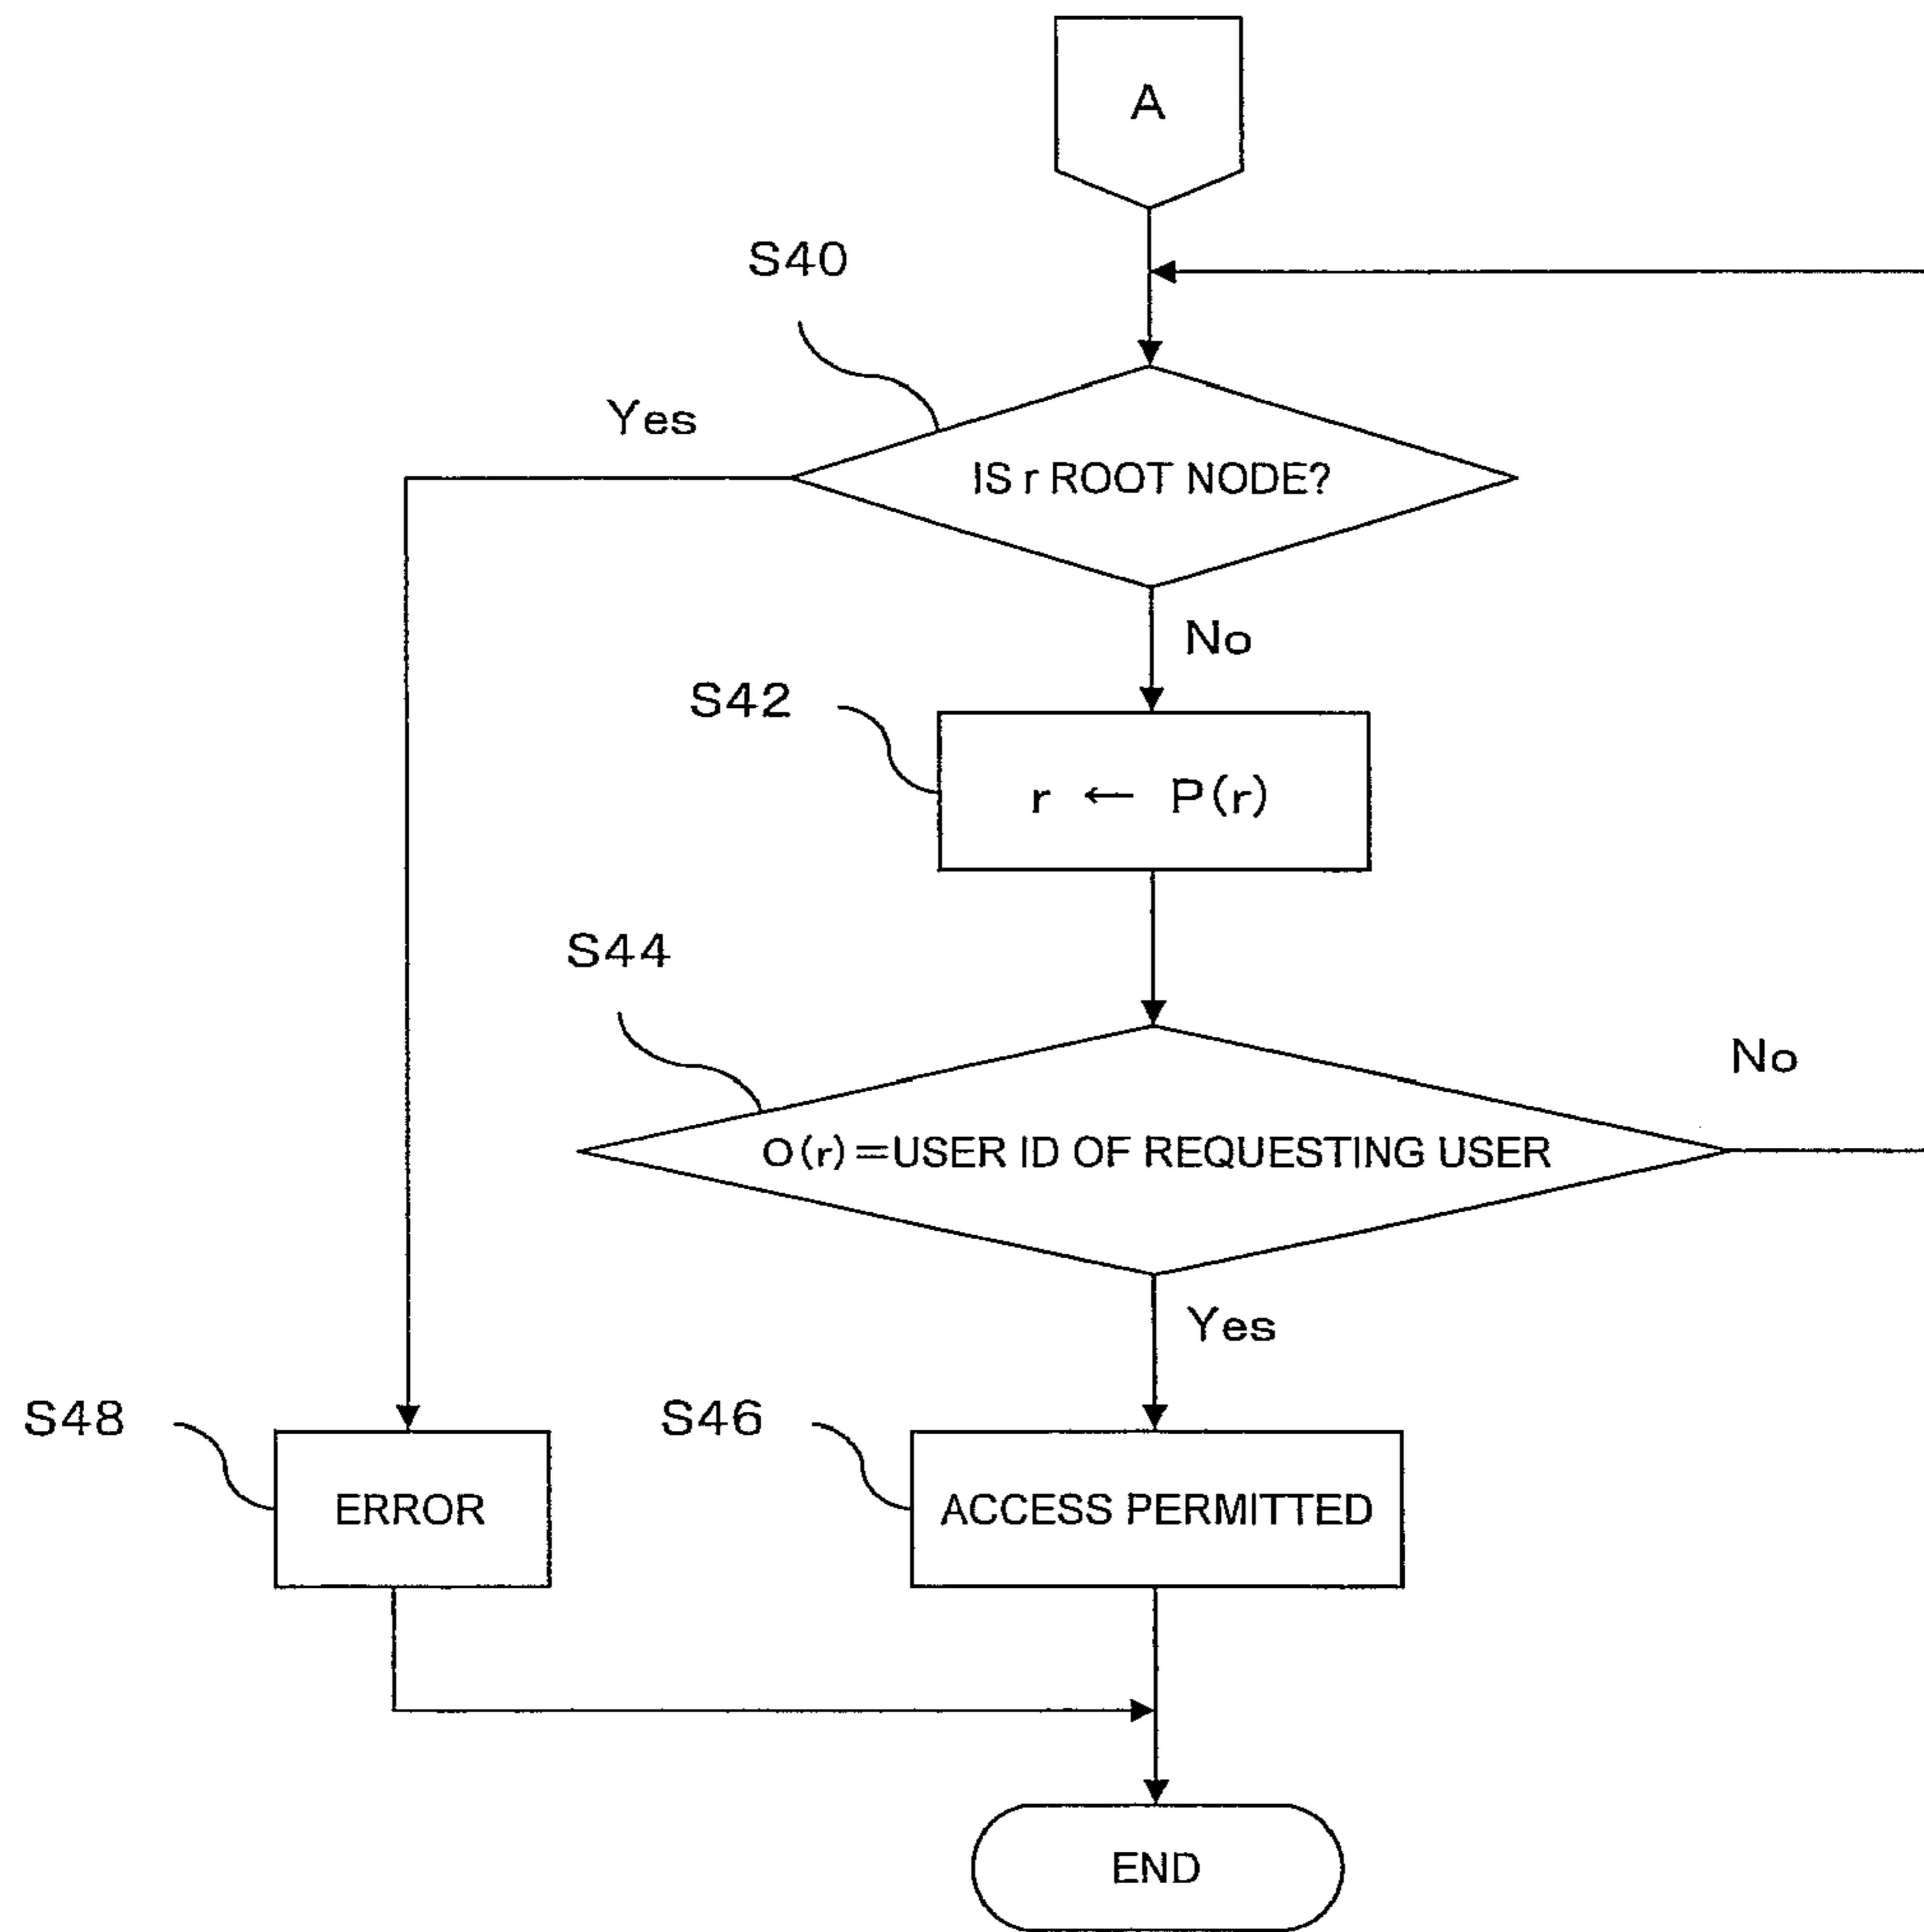 A
S40
Yes
IS r ROOT NODE?
No
S42
r ← P(r)
S44
No
O(r)=USER ID OF REQUESTING USER
Yes
S48
S46
ERROR
ACCESS PERMITTED
END